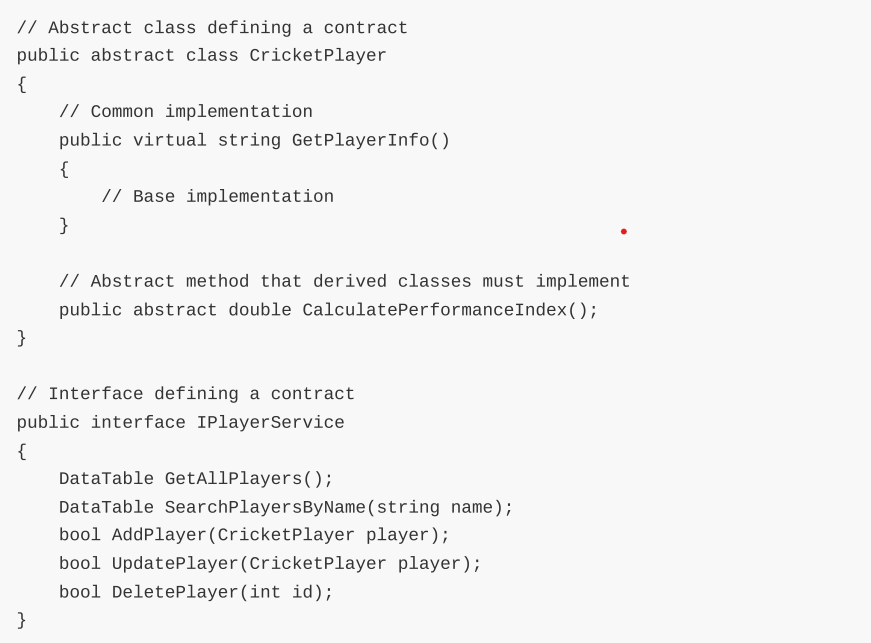 // Abstract class defining a contract
public abstract class CricketPlayer
{
    // Common implementation
    public virtual string GetPlayerInfo()
    {
        // Base implementation
    }

    // Abstract method that derived classes must implement
    public abstract double CalculatePerformanceIndex();
}

// Interface defining a contract
public interface IPlayerService
{
    DataTable GetAllPlayers();
    DataTable SearchPlayersByName(string name);
    bool AddPlayer(CricketPlayer player);
    bool UpdatePlayer(CricketPlayer player);
    bool DeletePlayer(int id);
}